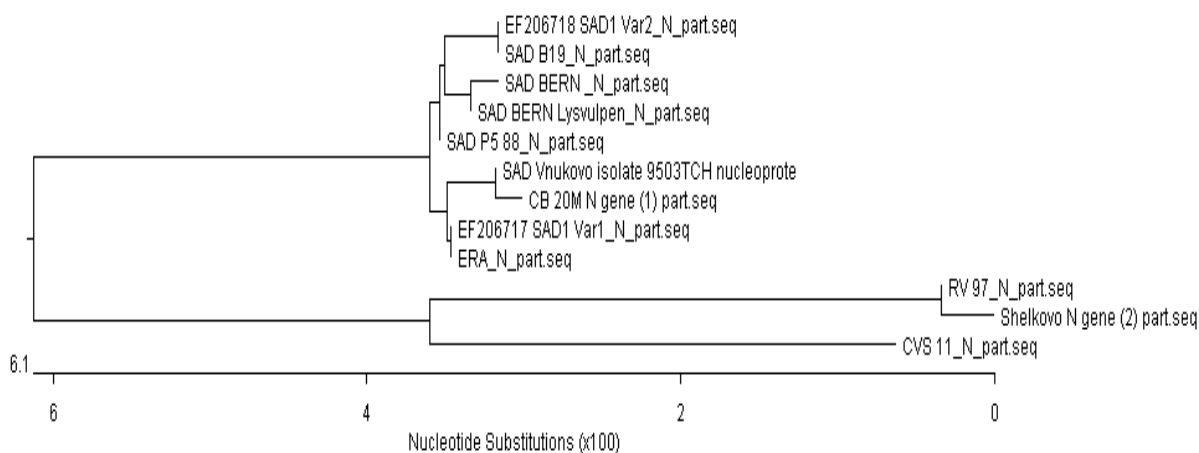 EF206718 SAD1 Var2_N_part.seq
SAD B19_N_part.seq
SAD BERN _N_part.seq
SAD BERN Lysvulpen_N_part.seq
SAD P5 88_N_part.seq
SAD Vnukovo isolate 9503TCH nucleoprote
CB 20M N gene (1) part.seq
EF206717 SAD1 Var1_N_part.seq
ERA_N_part.seq
RV 97_N_part.seq
Shelkovo N gene (2) part.seq
CVS 11_N_part.seq
6.1
6 4 2 0
Nucleotide Substitutions (x100)